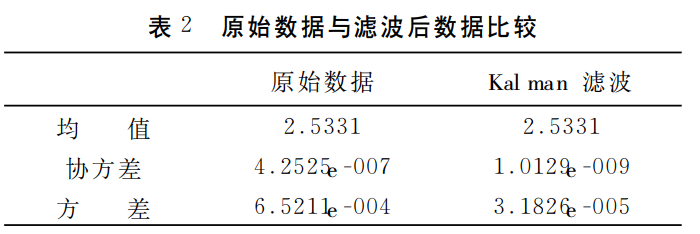 表 2 原始数据与滤波后数据比较
原始数据 Kalman 滤波
均 值 2.5331 2.5331
协方差 4.2525e-007 1.0129e-009
方 差 6.5211e-004 3.1826e-005